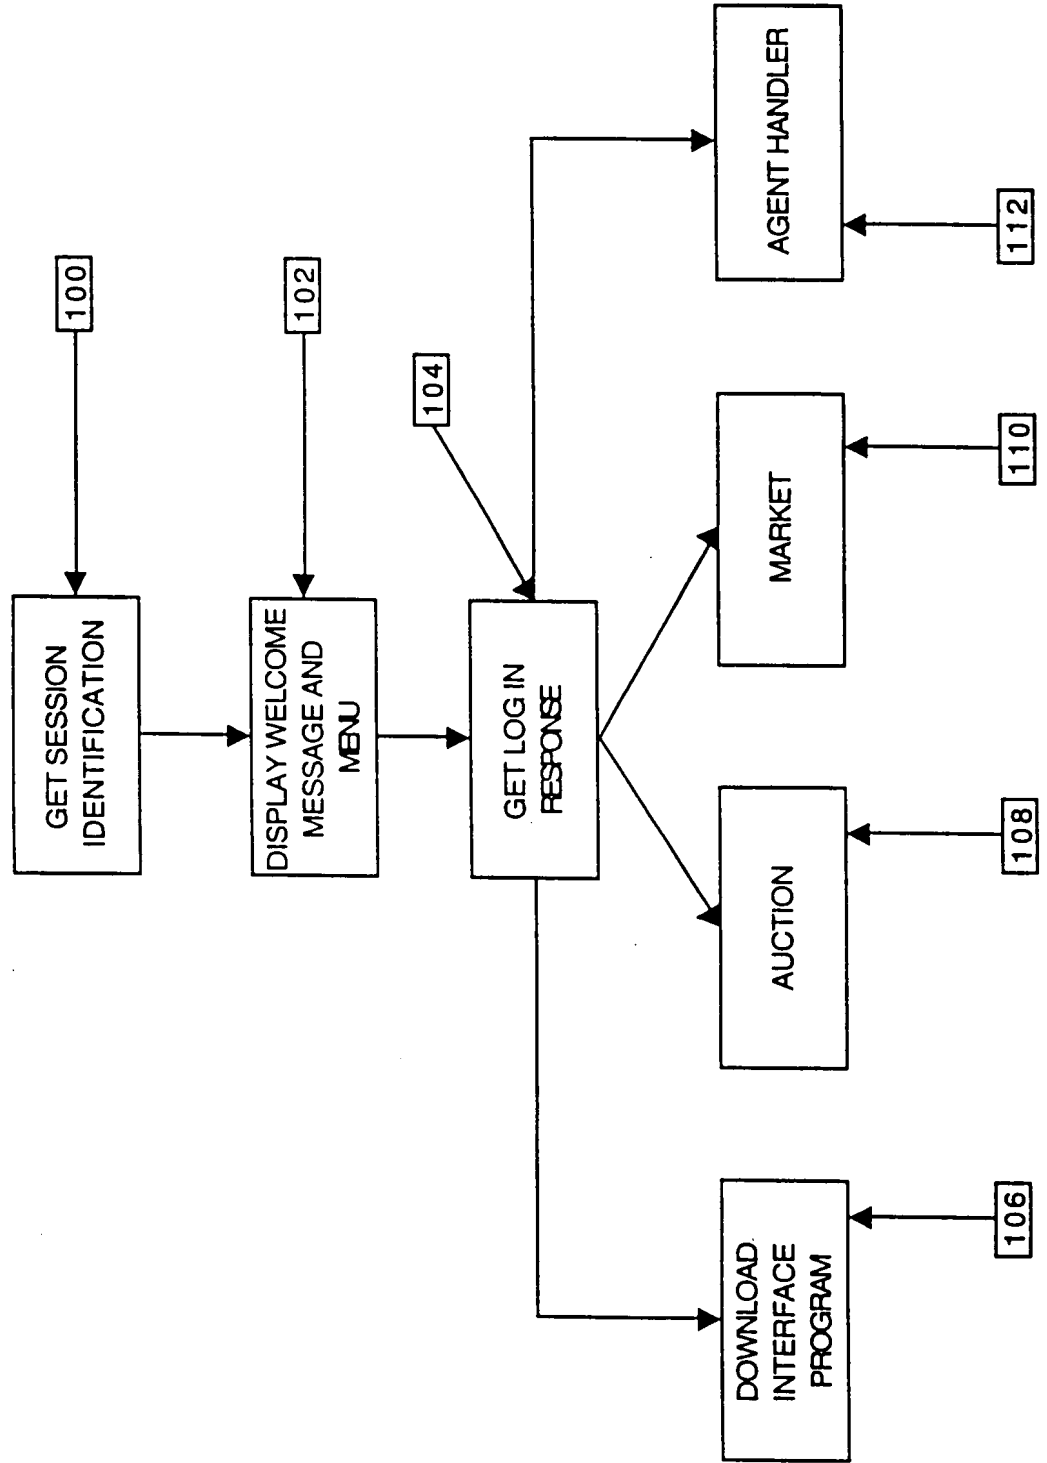 GET SESSION
IDENTIFICATION
100
DISPLAY WELCOME
MESSAGE AND
MENU
102
GET LOG IN
RESPONSE
104
DOWNLOAD
INTERFACE
PROGRAM
106
AUCTION
108
MARKET
110
AGENT HANDLER
112